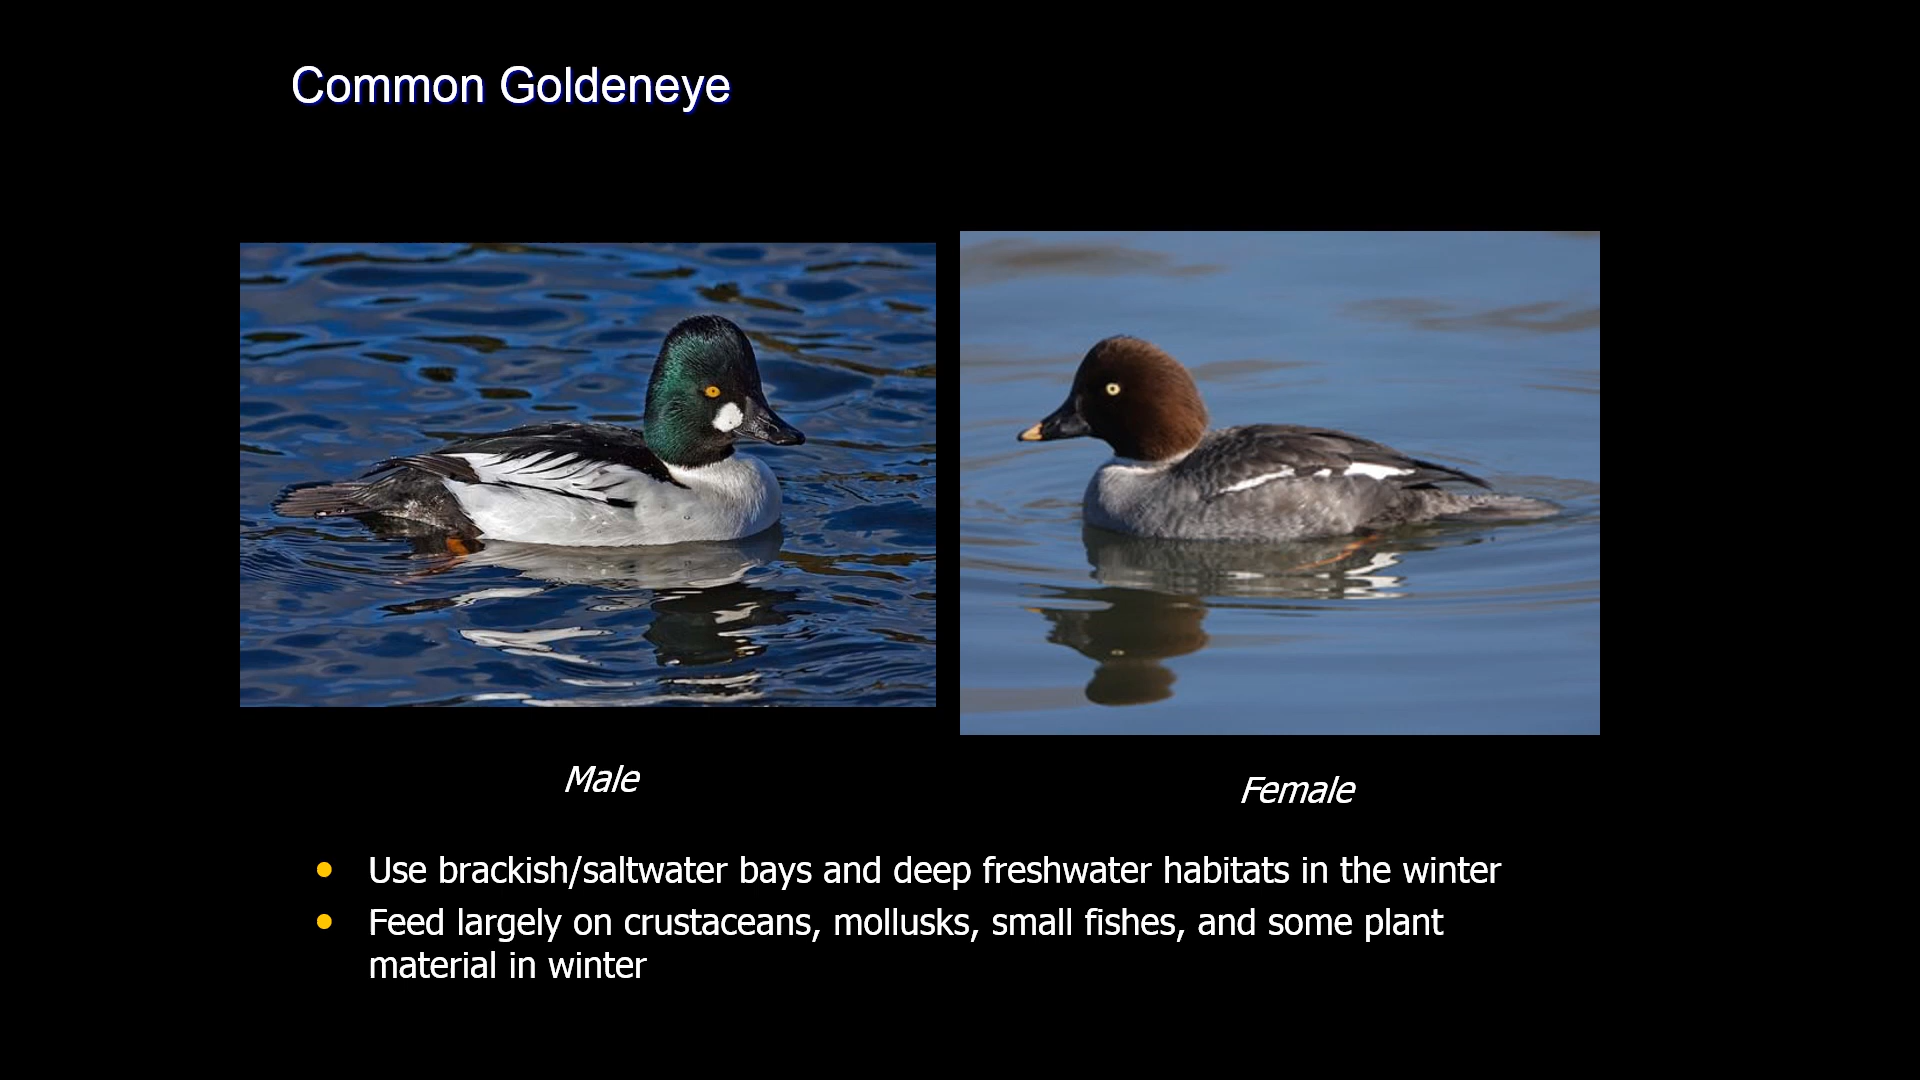 Common Goldeneye
Male
Female
Use brackish/saltwater bays and deep freshwater habitats in the winter
Feed largely on crustaceans, mollusks, small fishes, and some plant
material in winter